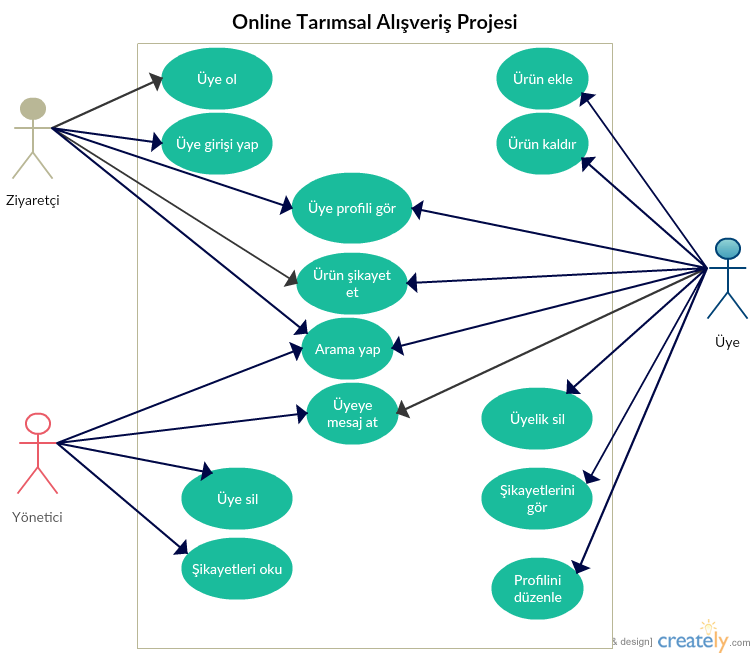 Online Tarımsal Alışveriş Projesi
Üye ol
Ürün ekle
Üye girişi yap
Ürün kaldır
Ziyaretçi
Üye profili gör
Ürün şikayet
et
Üye
Arama yap
Üyeye
mesaj at
Üyelik sil
Yönetici
Üye sil
Şikayetlerini
gör
Şikayetleri oku
Profilini
düzenle
& design]
creately.com